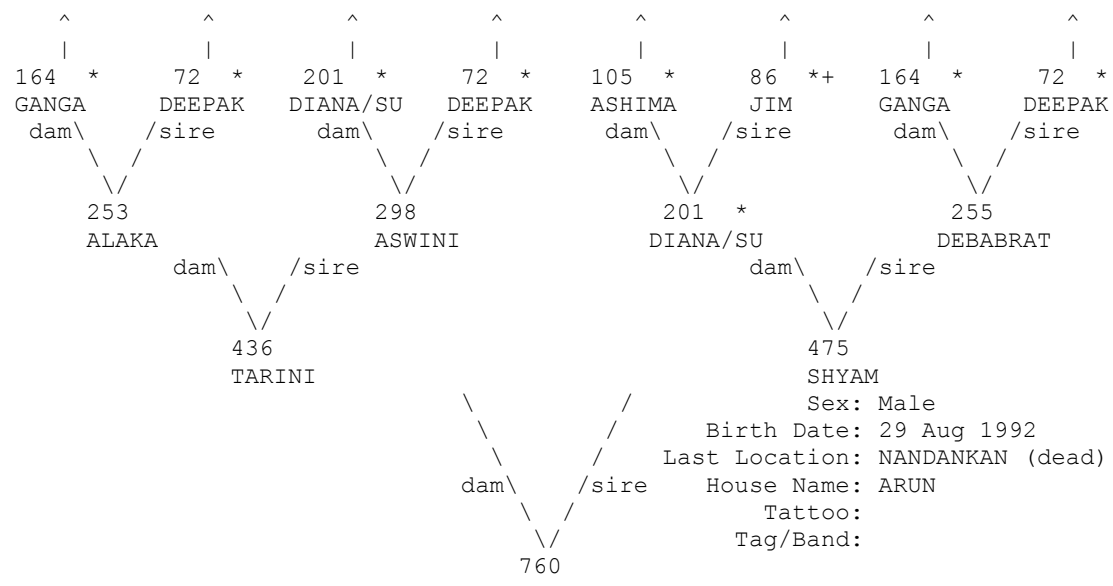 ^ ^ ^ ^ ^ ^ ^ ^
| | | | | | | |
164 * 72 * 201 * 72 * 105 * 86 *+ 164 * 72 *
GANGA DEEPAK DIANA/SU DEEPAK ASHIMA JIM GANGA DEEPAK
dam\ /sire dam\ /sire dam\ /sire dam\ /sire
\ / \ / \ / \ /
\/ \/ \/ \/
253 298 201 * 255
ALAKA ASWINI DIANA/SU DEBABRAT
dam\ /sire dam\ /sire
\ / \ /
\/ \/
436 475
TARINI SHYAM
\ / Sex: Male
\ / Birth Date: 29 Aug 1992
\ / Last Location: NANDANKAN (dead)
dam\ /sire House Name: ARUN
\ / Tattoo:
\/ Tag/Band:
760